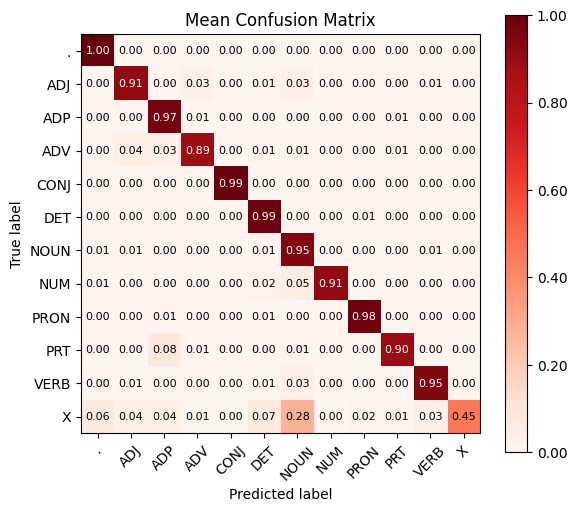 Mean Confusion Matrix
. 1.00 0.00 0.00 0.00 0.00 0.00 0.00 0.00 0.00 0.00 0.00 0.00
ADJ 0.00 0.91 0.00 0.03 0.00 0.01 0.03 0.00 0.00 0.00 0.01 0.00
ADP 0.00 0.00 0.97 0.01 0.00 0.00 0.00 0.00 0.00 0.01 0.00 0.00
ADV 0.00 0.04 0.03 0.89 0.00 0.01 0.01 0.00 0.00 0.01 0.00 0.00
CONJ 0.00 0.00 0.00 0.00 0.99 0.00 0.00 0.00 0.00 0.00 0.00 0.00
DET 0.00 0.00 0.00 0.00 0.00 0.99 0.00 0.00 0.01 0.00 0.00 0.00
NOUN 0.01 0.01 0.00 0.00 0.00 0.01 0.95 0.00 0.00 0.00 0.01 0.00
NUM 0.01 0.00 0.00 0.00 0.00 0.02 0.05 0.91 0.00 0.00 0.00 0.00
PRON 0.00 0.00 0.01 0.00 0.00 0.01 0.00 0.00 0.98 0.00 0.00 0.00
PRT 0.00 0.00 0.08 0.01 0.00 0.00 0.01 0.00 0.00 0.90 0.00 0.00
VERB 0.00 0.01 0.00 0.00 0.00 0.01 0.03 0.00 0.00 0.00 0.95 0.00
X 0.06 0.04 0.04 0.01 0.00 0.07 0.28 0.00 0.02 0.01 0.03 0.45
. ADJ ADP ADV CONJ DET NOUN NUM PRON PRT VERB X
Predicted label
True label
1.00
0.80
0.60
0.40
0.20
0.00